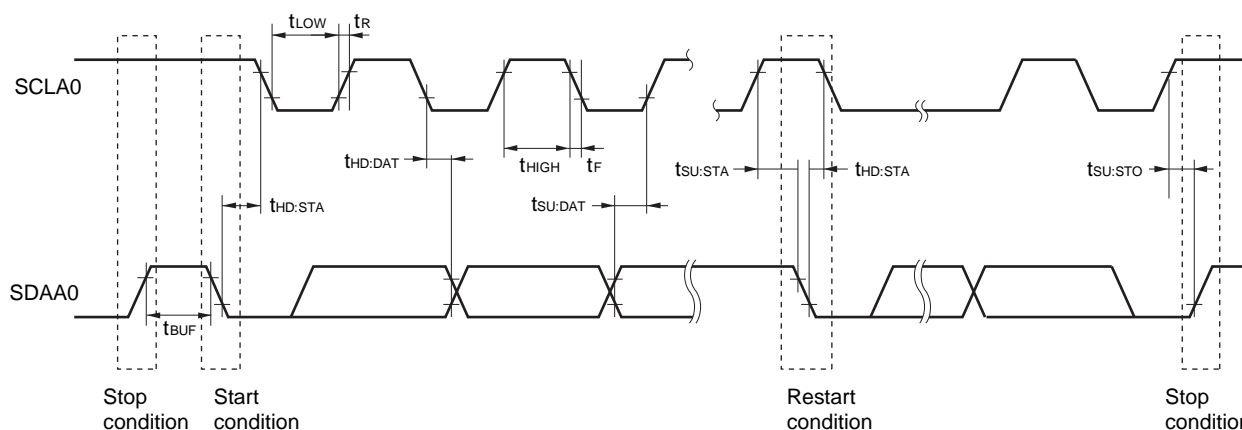 tLOW tR
SCLA0
tHD:DAT tHIGH tF tSU:STA tHD:STA tSU:STO
tHD:STA tSU:DAT
SDAA0
tBUF
Stop condition
Start condition
Restart condition
Stop condition